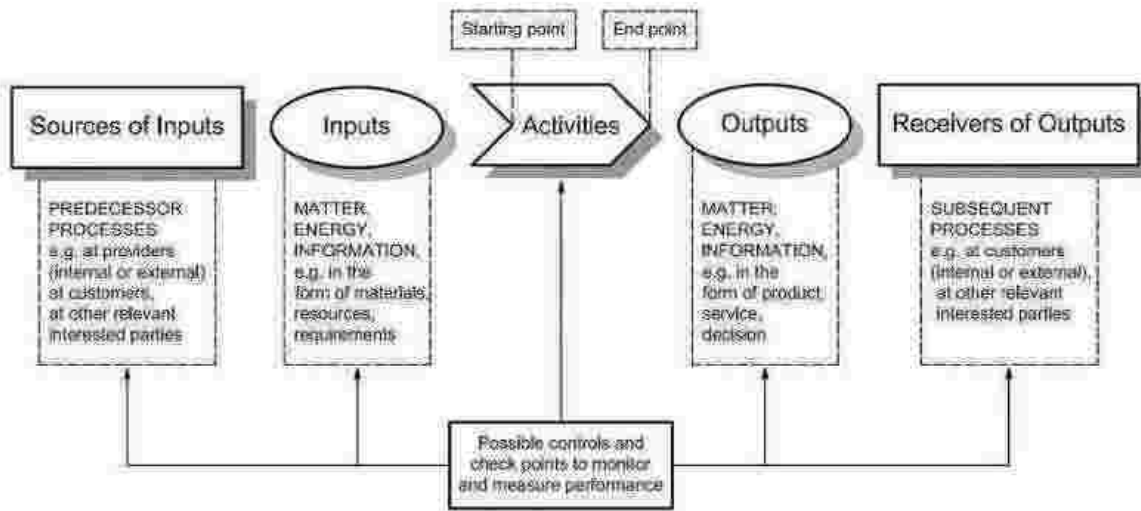 Starting point
End point
Sources of Inputs
Inputs
Activities
Outputs
Receivers of Outputs
PREDECESSOR
PROCESSES
e.g. at providers
(internal or external)
at customers,
at other relevant
interested parties
MATTER,
ENERGY,
INFORMATION,
e.g. in the
form of materials,
resources,
requirements
MATTER,
ENERGY,
INFORMATION,
e.g. in the
form of product,
service,
decision
SUBSEQUENT
PROCESSES
e.g. at customers
(internal or external),
at other relevant
interested parties
Possible controls and
check points to monitor
and measure performance